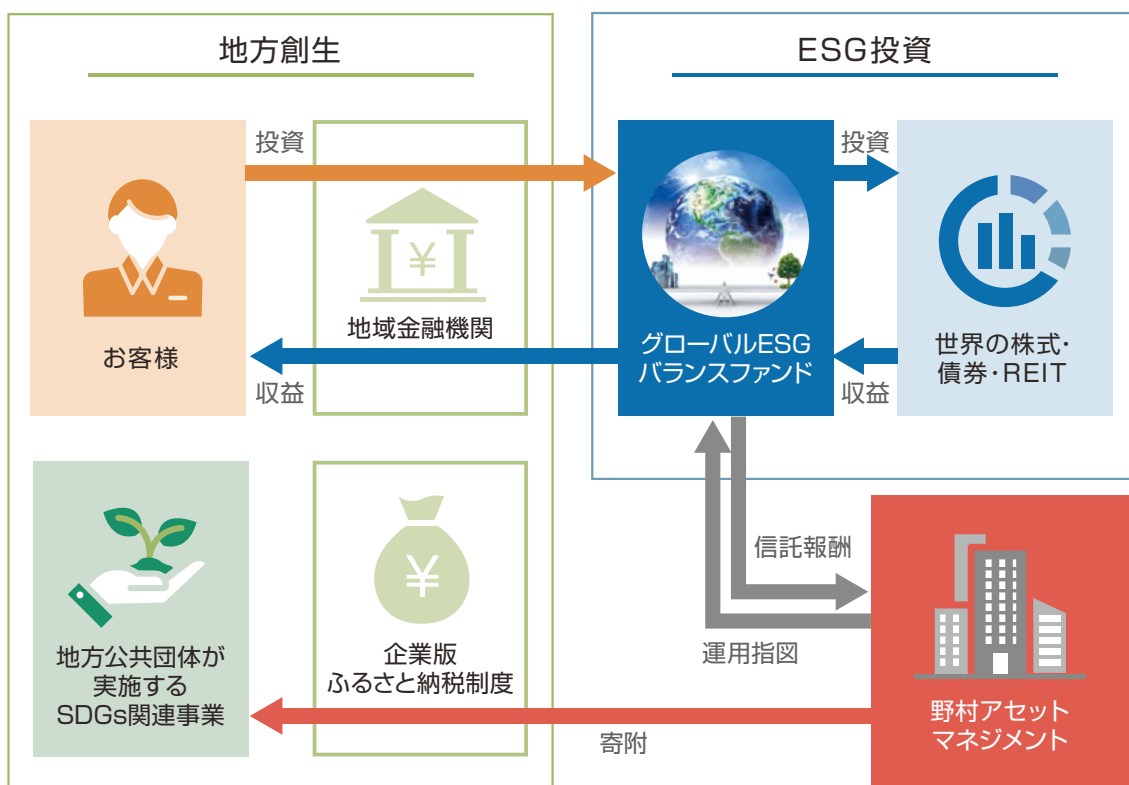 地方創生
ESG投資
投資
投資
お客様
地域金融機関
グローバルESG
バランスファンド
世界の株式・
債券・REIT
収益
収益
信託報酬
運用指図
地方公共団体が
実施する
SDGs関連事業
¥
¥
企業版
ふるさと納税制度
野村アセット
マネジメント
寄附